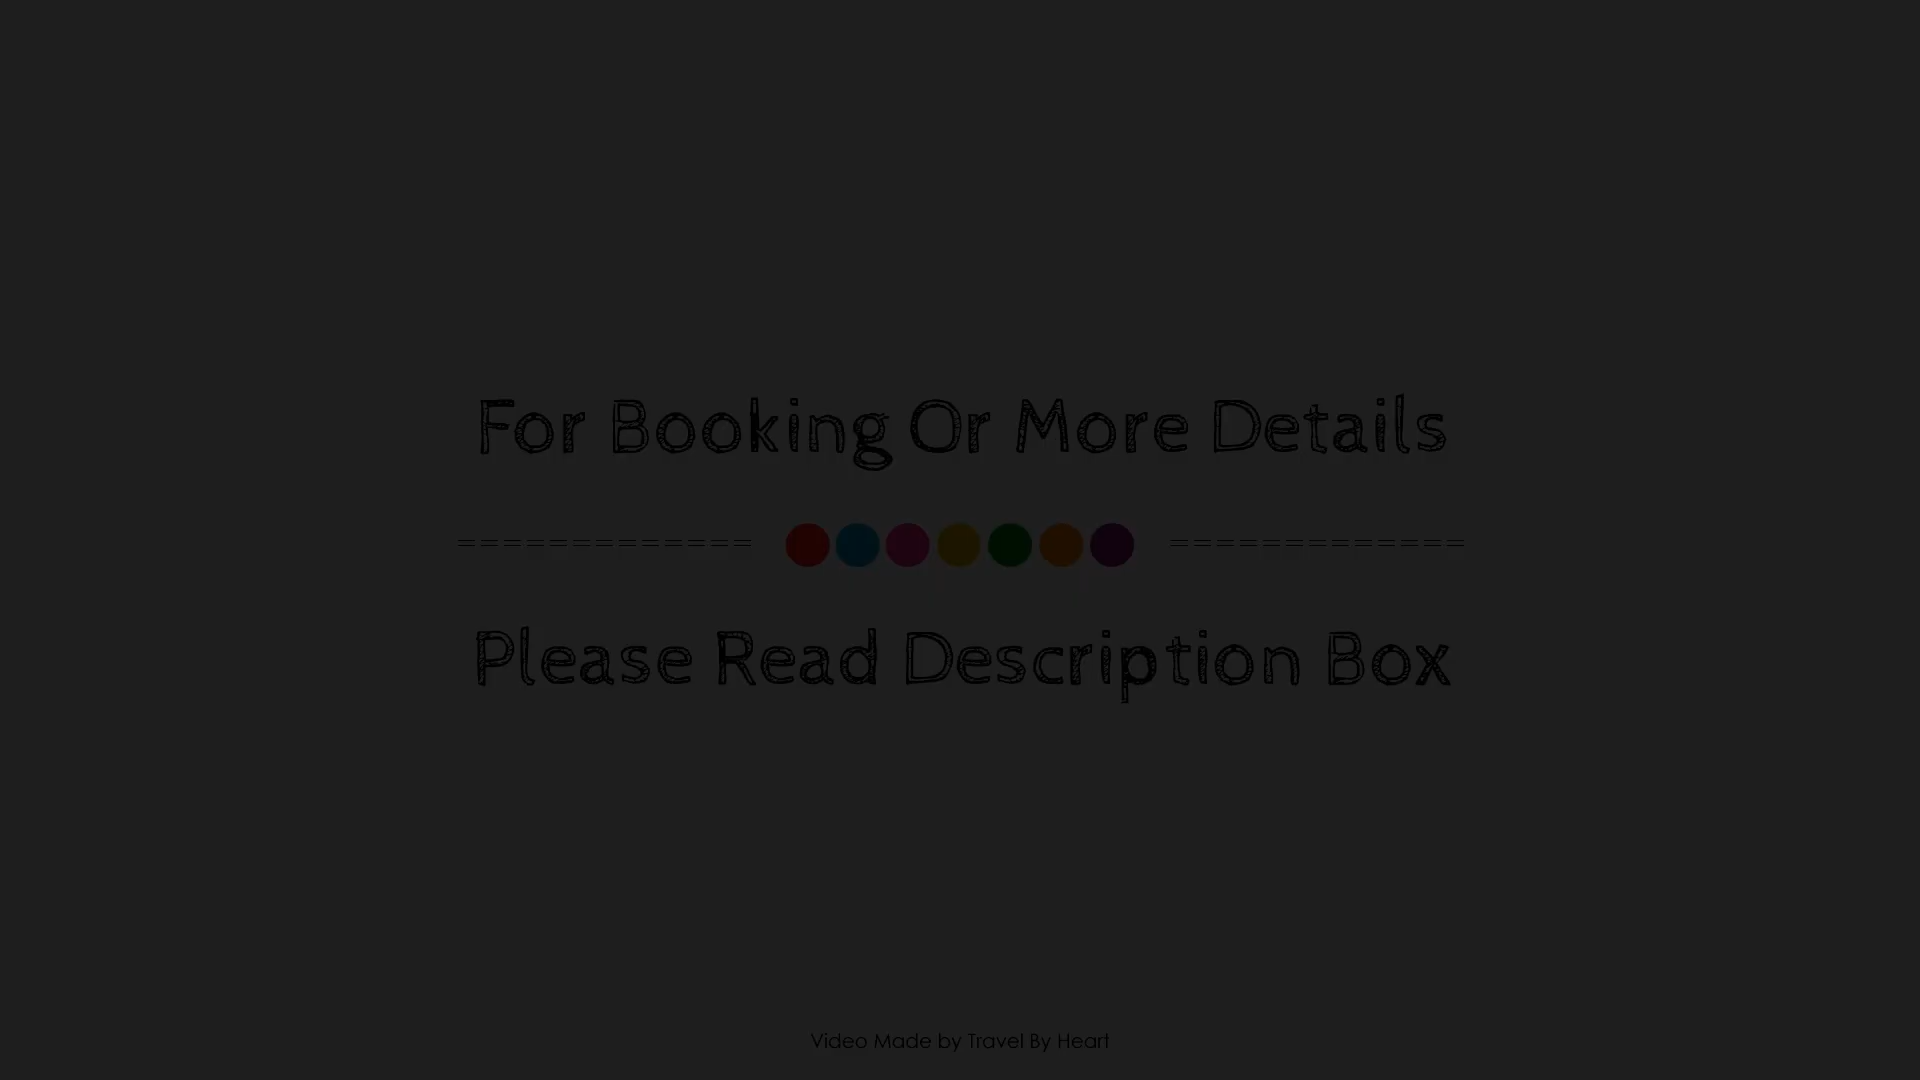 For Booking Or More Details
============= =============
Please Read Description Box
Video Made by Travel By Heart